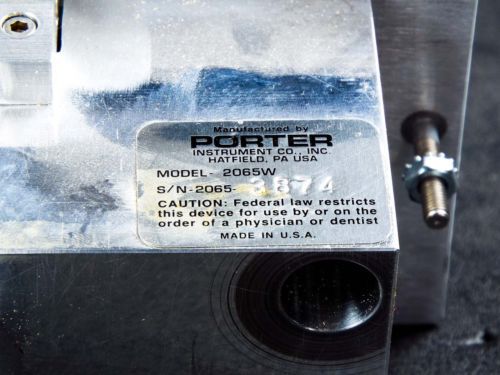 Manufactured by
PORTER
INSTRUMENT CO., INC.
HATFIELD, PA USA
MODEL- 2065W
S/N-2065- 3874
CAUTION: Federal law restricts
this device for use by or on the
order of a physician or dentist
MADE IN U.S.A.